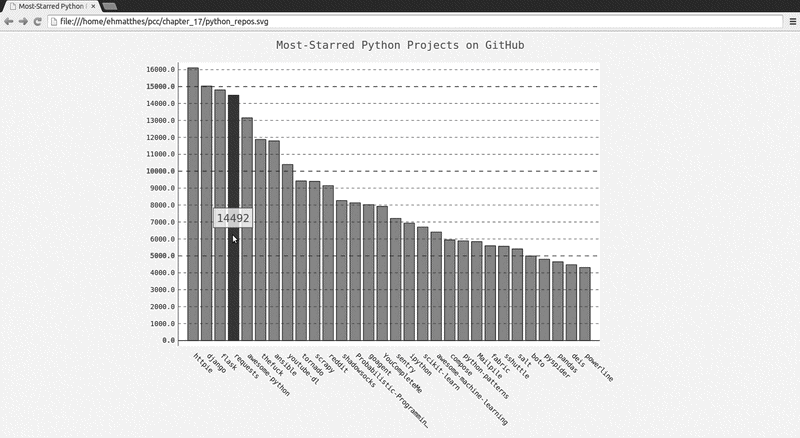 Most-Starred Python
file:///home/ehmatthes/pcc/chapter_17/python_repos.svg
Most-Starred Python Projects on GitHub
16000.0
15000.0
14000.0
13000.0
12000.0
11000.0
10000.0
9000.0
8000.0
7000.0
6000.0
5000.0
4000.0
3000.0
2000.0
1000.0
0.0
14492
httpie
django
flask
requests
awesome-python
thefuck
ansible
youtube-dl
tornado
scrapy
reddit
shadowsocks
Probabilistic-Programmin…
goagent
YouCompleteMe
sentry
ipython
scikit-learn
awesome-machine-learning
compose
python-patterns
Mailpile
fabric
sshuttle
salt
boto
pyspider
pandas
deis
powerline